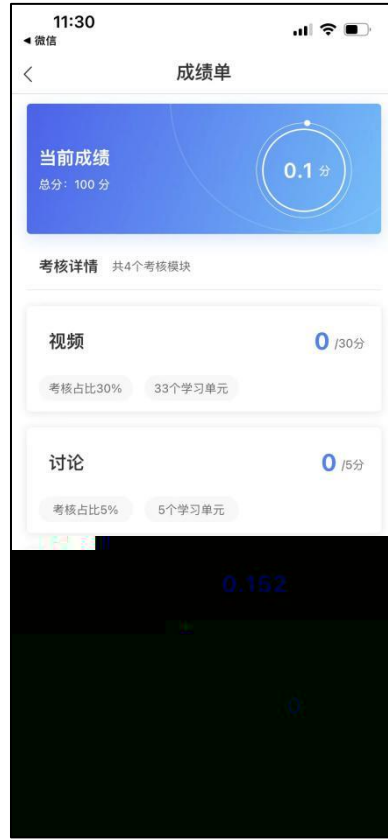 11:30
微信
成绩单
当前成绩
总分：100 分
0.1 分
考核详情 共4个考核模块
视频
0 /30分
考核占比30% 33个学习单元
讨论
0 /5分
考核占比5% 5个学习单元
0.152